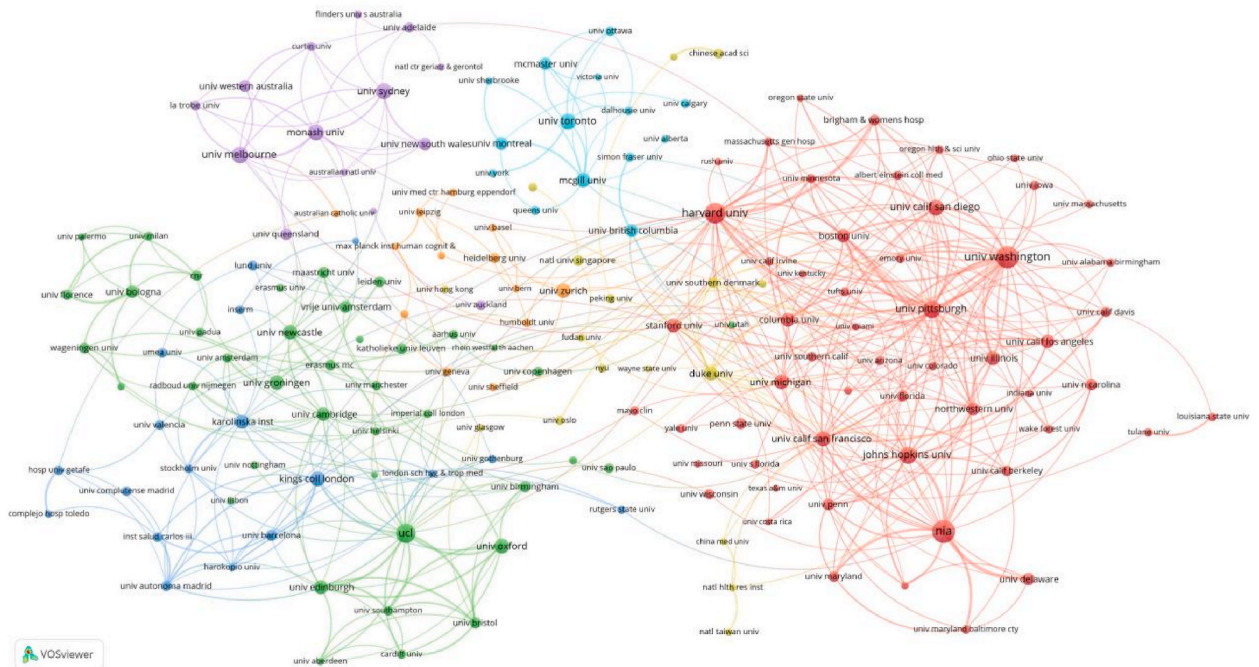 flinders univ s australia
univ adelaide
curtin univ
natl ctr geriatr & gerontol
univ western australia
univ sydney
la trobe univ
monash univ
univ melbourne
univ new south wales
australian natl univ
australian catholic univ
univ queensland
univ auckland
univ ottawa
mcmaster univ
univ sherbrooke
victoria univ
univ toronto
dalhousie univ
univ calgary
univ montreal
univ alberta
simon fraser univ
univ york
mcgill univ
queens univ
univ british columbia
chinese acad sci
oregon state univ
brigham & womens hosp
massachusetts gen hosp
oregon hlth & sci univ
ohio state univ
rush univ
univ minnesota
albert einstein coll med
univ iowa
univ massachusetts
harvard univ
univ calif san diego
boston univ
univ washington
univ calif irvine
emory univ
univ alabama birmingham
univ kentucky
tufts univ
univ pittsburgh
univ calif davis
columbia univ
univ miami
stanford univ
univ utah
univ calif los angeles
univ southern calif
univ arizona
univ colorado
univ illinois
univ michigan
univ florida
indiana univ
univ n carolina
northwestern univ
mayo clin
penn state univ
yale univ
wake forest univ
louisiana state univ
tulane univ
univ calif san francisco
johns hopkins univ
univ missouri
univ s florida
univ calif berkeley
texas a&m univ
univ wisconsin
univ penn
univ costa rica
nia
univ maryland
univ delaware
univ maryland baltimore cty
univ med ctr hamburg eppendorf
univ leipzig
univ basel
max planck inst human cognit &
heidelberg univ
natl univ singapore
univ southern denmark
univ hong kong
univ bern
univ zurich
peking univ
humboldt univ
fudan univ
nyu
wayne state univ
duke univ
univ palermo
univ milan
cnr
lund univ
maastricht univ
leiden univ
erasmus univ
univ florence
univ bologna
inserm
vrije univ amsterdam
univ padua
univ newcastle
aarhus univ
katholieke univ leuven
rhein westfal th aachen
wageningen univ
umea univ
univ amsterdam
erasmus mc
univ geneva
univ copenhagen
radboud univ nijmegen
univ groningen
univ manchester
univ sheffield
karolinska inst
univ cambridge
imperial coll london
univ valencia
univ helsinki
univ glasgow
univ oslo
hosp univ getafe
stockholm univ
univ nottingham
univ gothenburg
london sch hyg & trop med
univ sao paulo
univ complutense madrid
kings coll london
univ birmingham
univ lisbon
complejo hosp toledo
rutgers state univ
inst salud carlos iii
univ barcelona
ucl
univ oxford
china med univ
harokopio univ
univ autonoma madrid
univ edinburgh
natl hlth res inst
univ southampton
univ bristol
natl taiwan univ
univ aberdeen
cardiff univ
VOSviewer